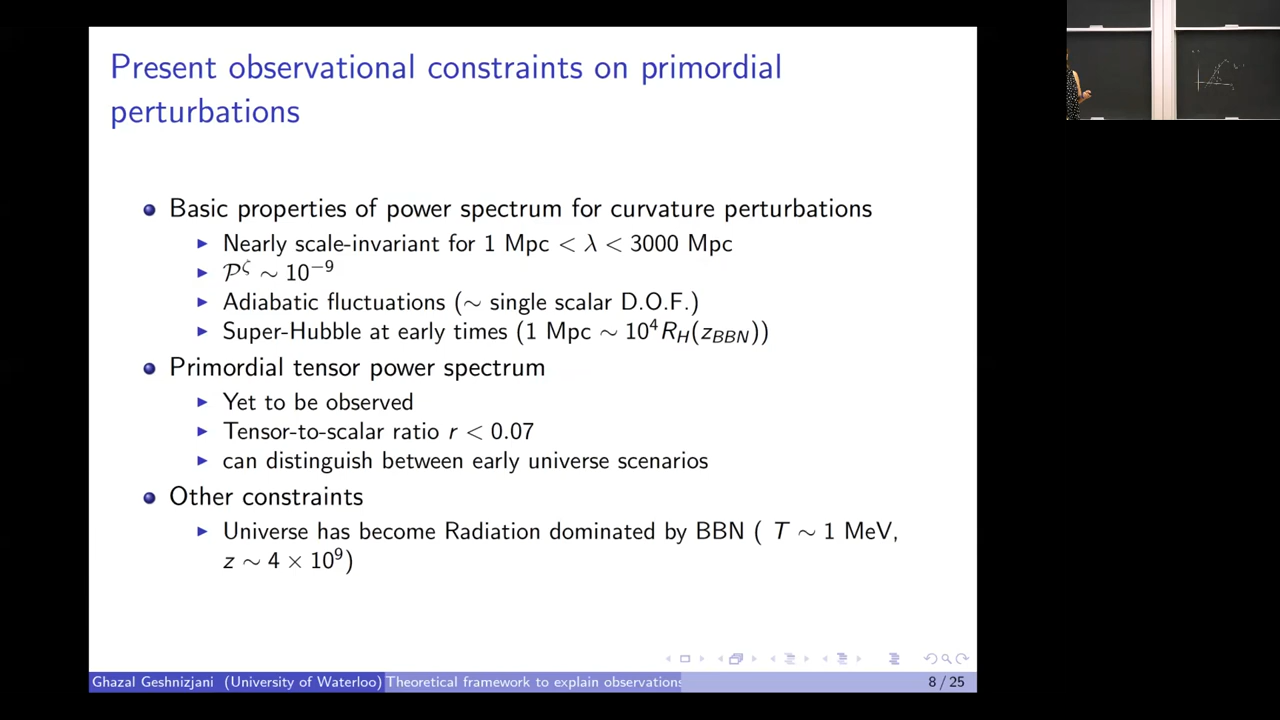 Present observational constraints on primordial
perturbations
Basic properties of power spectrum for curvature perturbations
Nearly scale-invariant for 1 Mpc < λ < 3000 Mpc
𝒫^ζ ∼ 10^−9
Adiabatic fluctuations (∼ single scalar D.O.F.)
Super-Hubble at early times (1 Mpc ∼ 10^4 R_H(z_BBN))
Primordial tensor power spectrum
Yet to be observed
Tensor-to-scalar ratio r < 0.07
can distinguish between early universe scenarios
Other constraints
Universe has become Radiation dominated by BBN ( T ∼ 1 MeV,
z ∼ 4 × 10^9)
Ghazal Geshnizjani (University of Waterloo) Theoretical framework to explain observations 8 / 25